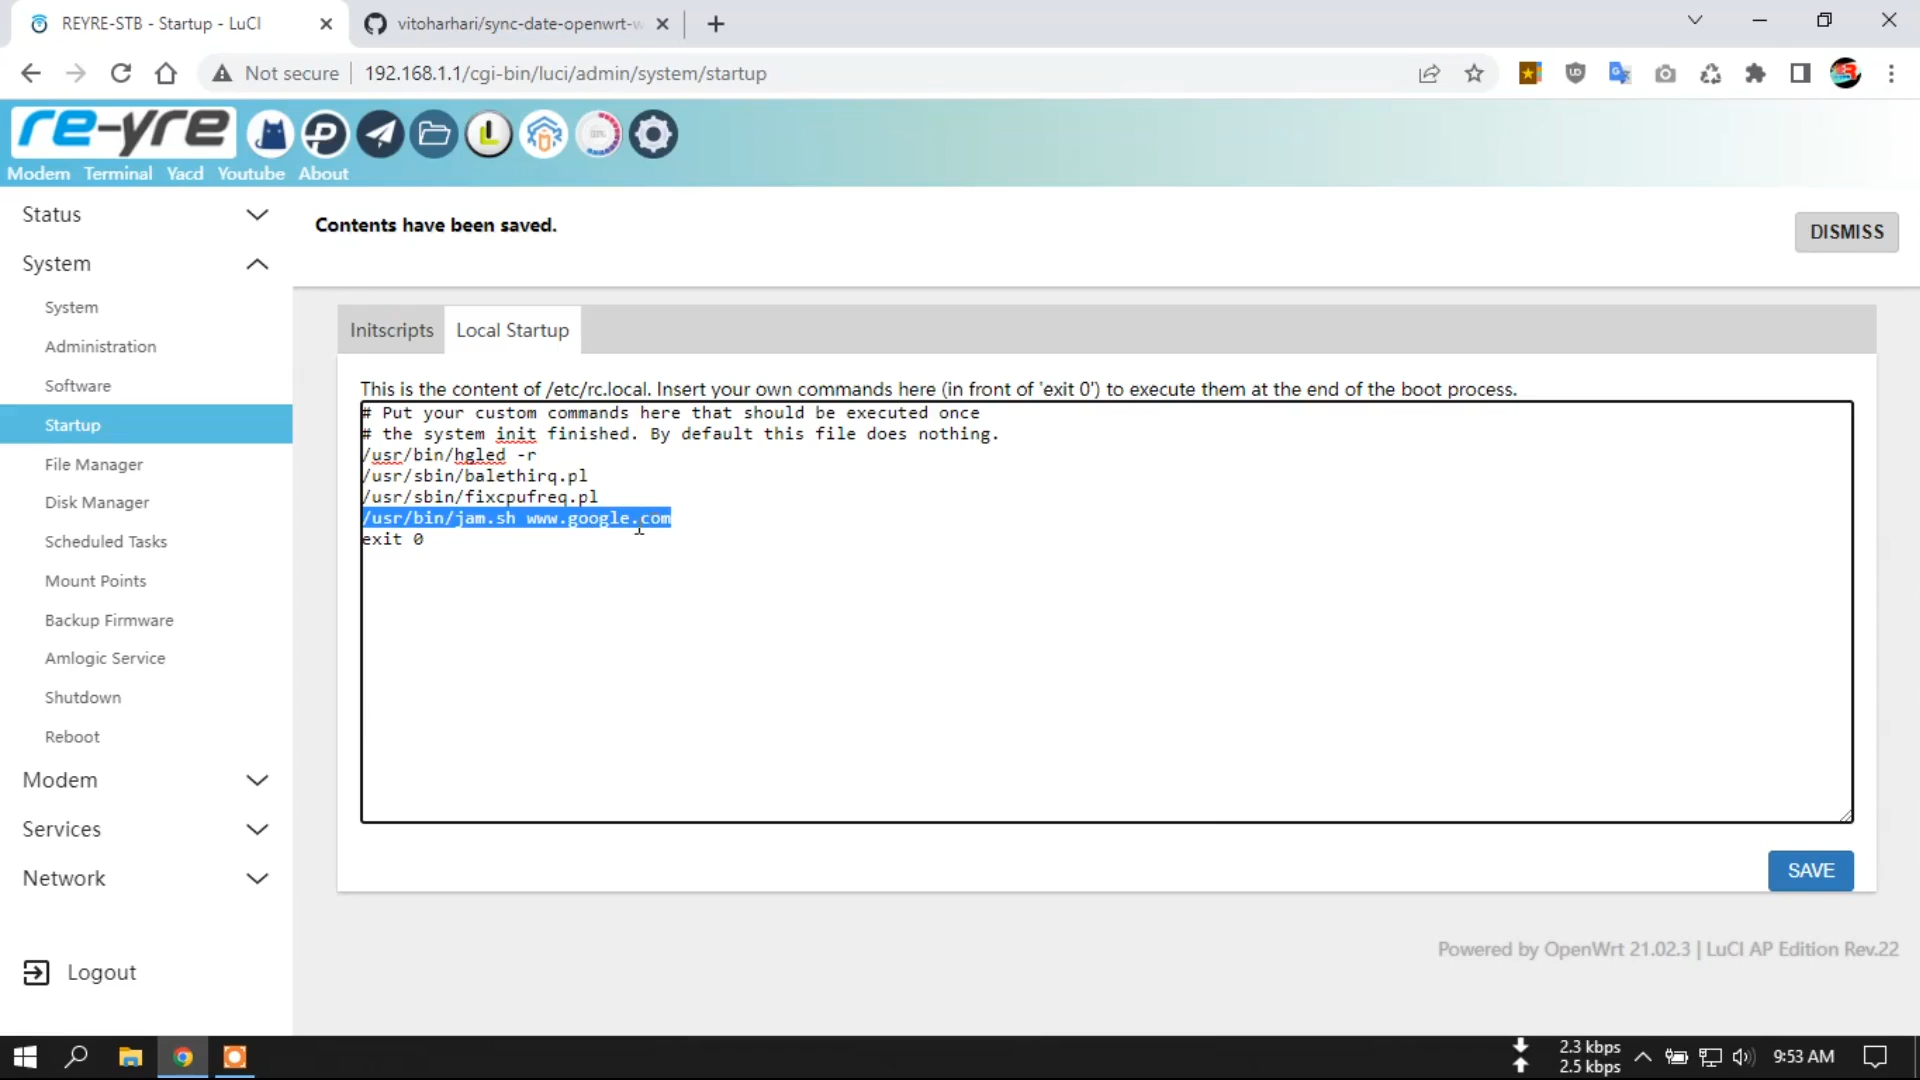 REYRE-STB - Startup - LuCI
vitoharhari/sync-date-openwrt-w
Not secure
192.168.1.1/cgi-bin/luci/admin/system/startup
re-yre
Modem Terminal Yacd Youtube About
Status
System
System
Administration
Software
Startup
File Manager
Disk Manager
Scheduled Tasks
Mount Points
Backup Firmware
Amlogic Service
Shutdown
Reboot
Modem
Services
Network
Logout
Contents have been saved.
DISMISS
Initscripts Local Startup
This is the content of /etc/rc.local. Insert your own commands here (in front of 'exit 0') to execute them at the end of the boot process.
# Put your custom commands here that should be executed once
# the system init finished. By default this file does nothing.
/usr/bin/hgled -r
/usr/sbin/balethirq.pl
/usr/sbin/fixcpufreq.pl
/usr/bin/jam.sh www.google.com
exit 0
SAVE
Powered by OpenWrt 21.02.3 | LuCI AP Edition Rev.22
2.3 kbps
2.5 kbps
9:53 AM